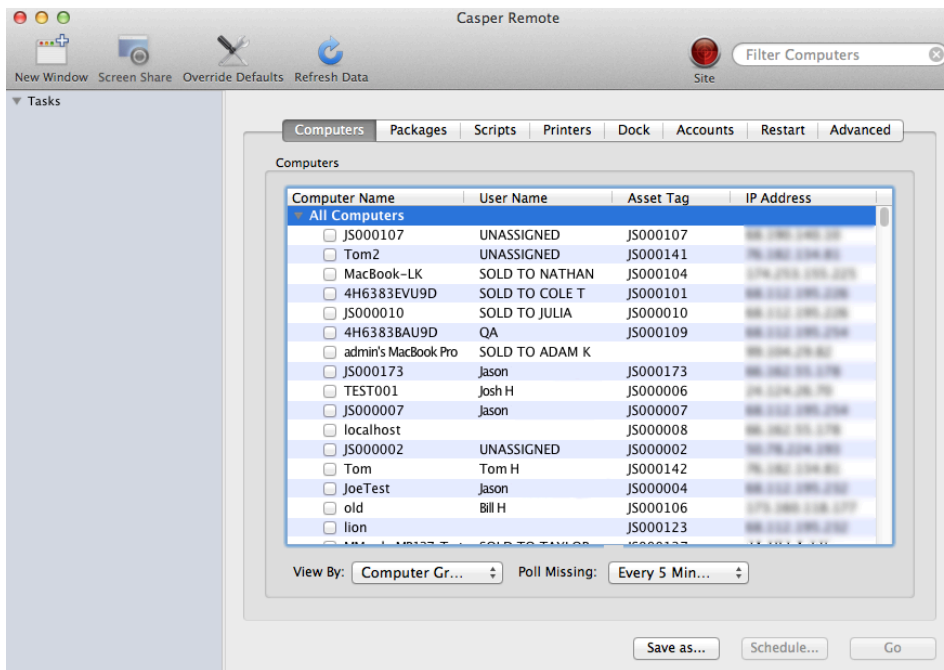 Casper Remote
New Window Screen Share Override Defaults Refresh Data Site Filter Computers
Tasks
Computers Packages Scripts Printers Dock Accounts Restart Advanced
Computers
Computer Name User Name Asset Tag IP Address
All Computers
JS000107 UNASSIGNED JS000107
Tom2 UNASSIGNED JS000141
MacBook-LK SOLD TO NATHAN JS000104
4H6383EVU9D SOLD TO COLE T JS000101
JS000010 SOLD TO JULIA JS000010
4H6383BAU9D QA JS000109
admin's MacBook Pro SOLD TO ADAM K
JS000173 Jason JS000173
TEST001 Josh H JS000006
JS000007 Jason JS000007
localhost JS000008
JS000002 UNASSIGNED JS000002
Tom Tom H JS000142
JoeTest Jason JS000004
old Bill H JS000106
lion JS000123
SOLD TO TAYLOR
View By: Computer Gr... Poll Missing: Every 5 Min...
Save as... Schedule... Go